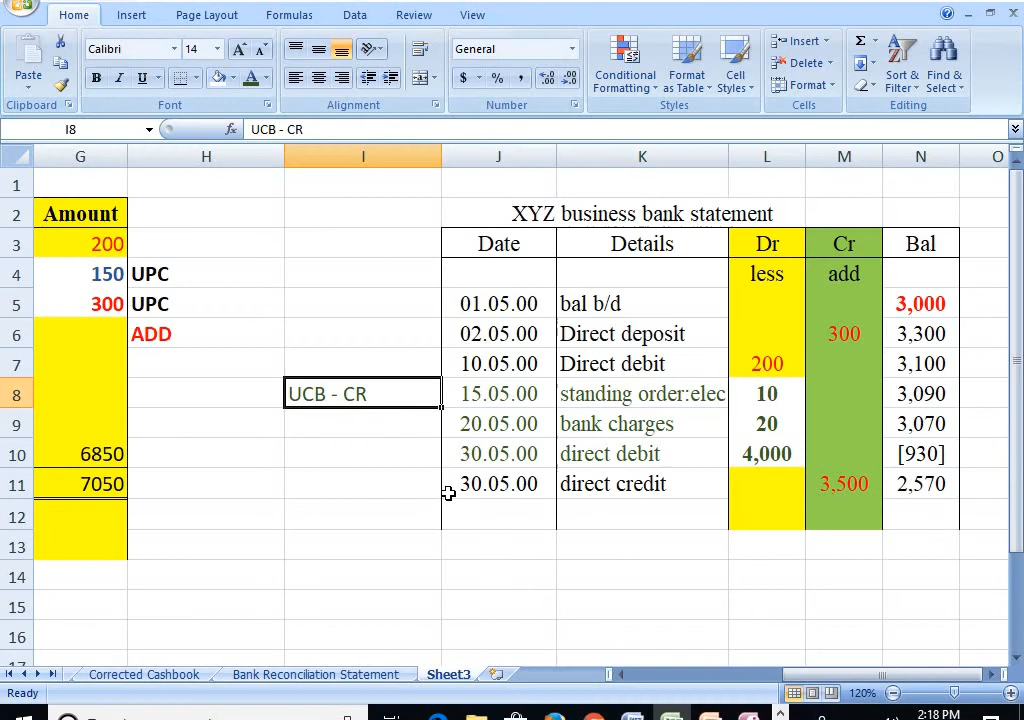 Home Insert Page Layout Formulas Data Review View
Calibri 14 General
Paste
Conditional Formatting
Format as Table
Cell Styles
Insert
Delete
Format
Sort & Filter
Find & Select
Clipboard Font Alignment Number Styles Cells Editing
I8 fx UCB - CR
G H I J K L M N O
1
2 Amount XYZ business bank statement
3 200 Date Details Dr Cr Bal
4 150 UPC less add
5 300 UPC 01.05.00 bal b/d 3,000
6 ADD 02.05.00 Direct deposit 300 3,300
7 10.05.00 Direct debit 200 3,100
8 UCB - CR 15.05.00 standing order:elec 10 3,090
9 20.05.00 bank charges 20 3,070
10 6850 30.05.00 direct debit 4,000 [930]
11 7050 30.05.00 direct credit 3,500 2,570
12
13
14
15
16
Corrected Cashbook Bank Reconciliation Statement Sheet3
Ready 120%
2:18 PM